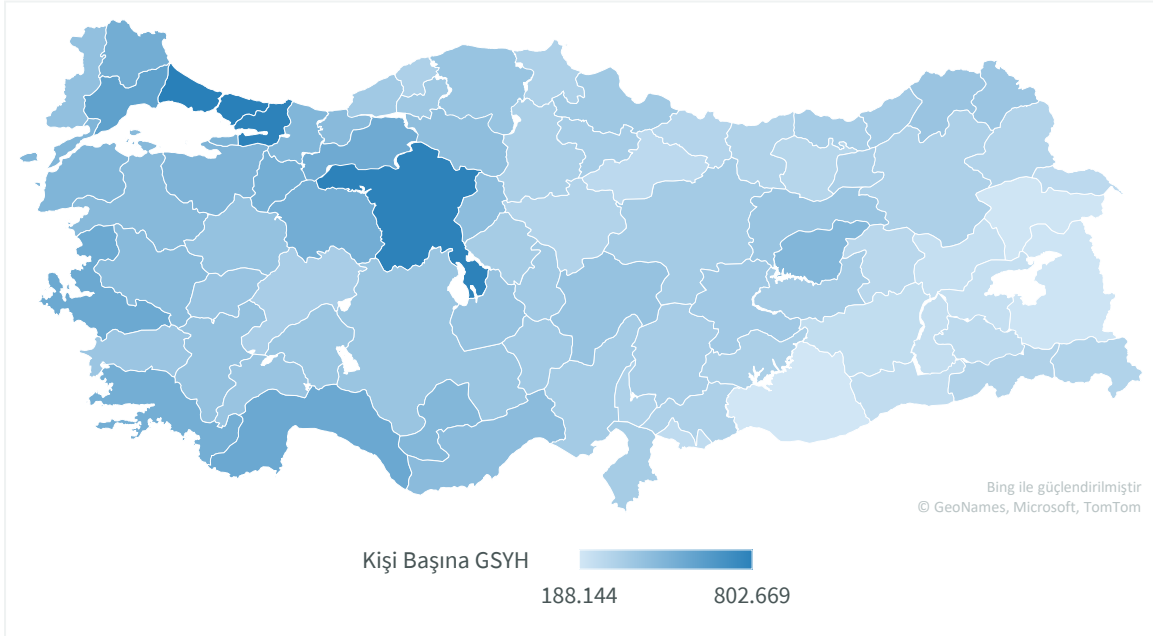 Bing ile güçlendirilmiştir
© GeoNames, Microsoft, TomTom
Kişi Başına GSYH
188.144 802.669